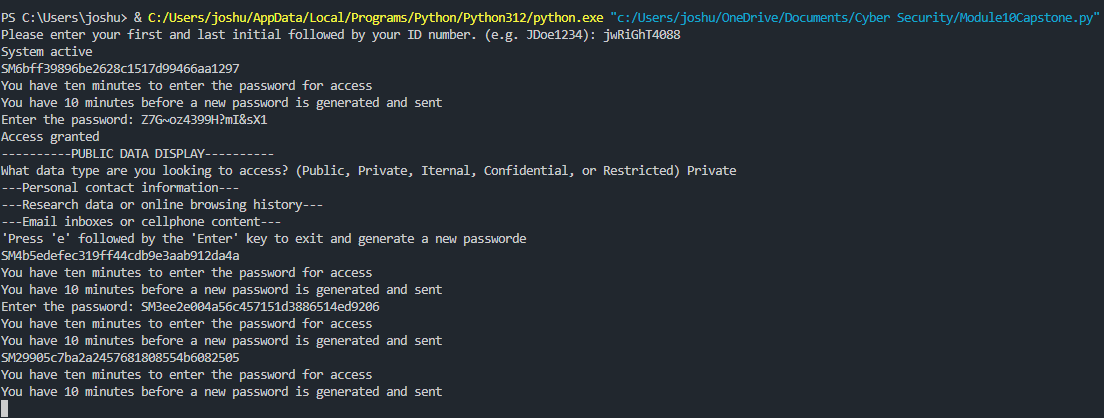 PS C:\Users\joshu> & C:/Users/joshu/AppData/Local/Programs/Python/Python312/python.exe "c:/Users/joshu/OneDrive/Documents/Cyber Security/Module10Capstone.py"
Please enter your first and last initial followed by your ID number. (e.g. JDoe1234): jwRiGhT4088
System active
SM6bff39896be2628c1517d99466aa1297
You have ten minutes to enter the password for access
You have 10 minutes before a new password is generated and sent
Enter the password: Z7G~oz4399H?mI&sX1
Access granted
----------PUBLIC DATA DISPLAY----------
What data type are you looking to access? (Public, Private, Iternal, Confidential, or Restricted) Private
---Personal contact information---
---Research data or online browsing history---
---Email inboxes or cellphone content---
'Press 'e' followed by the 'Enter' key to exit and generate a new passworde
SM4b5edefec319ff44cdb9e3aab912da4a
You have ten minutes to enter the password for access
You have 10 minutes before a new password is generated and sent
Enter the password: SM3ee2e004a56c457151d3886514ed9206
You have ten minutes to enter the password for access
You have 10 minutes before a new password is generated and sent
SM29905c7ba2a2457681808554b6082505
You have ten minutes to enter the password for access
You have 10 minutes before a new password is generated and sent